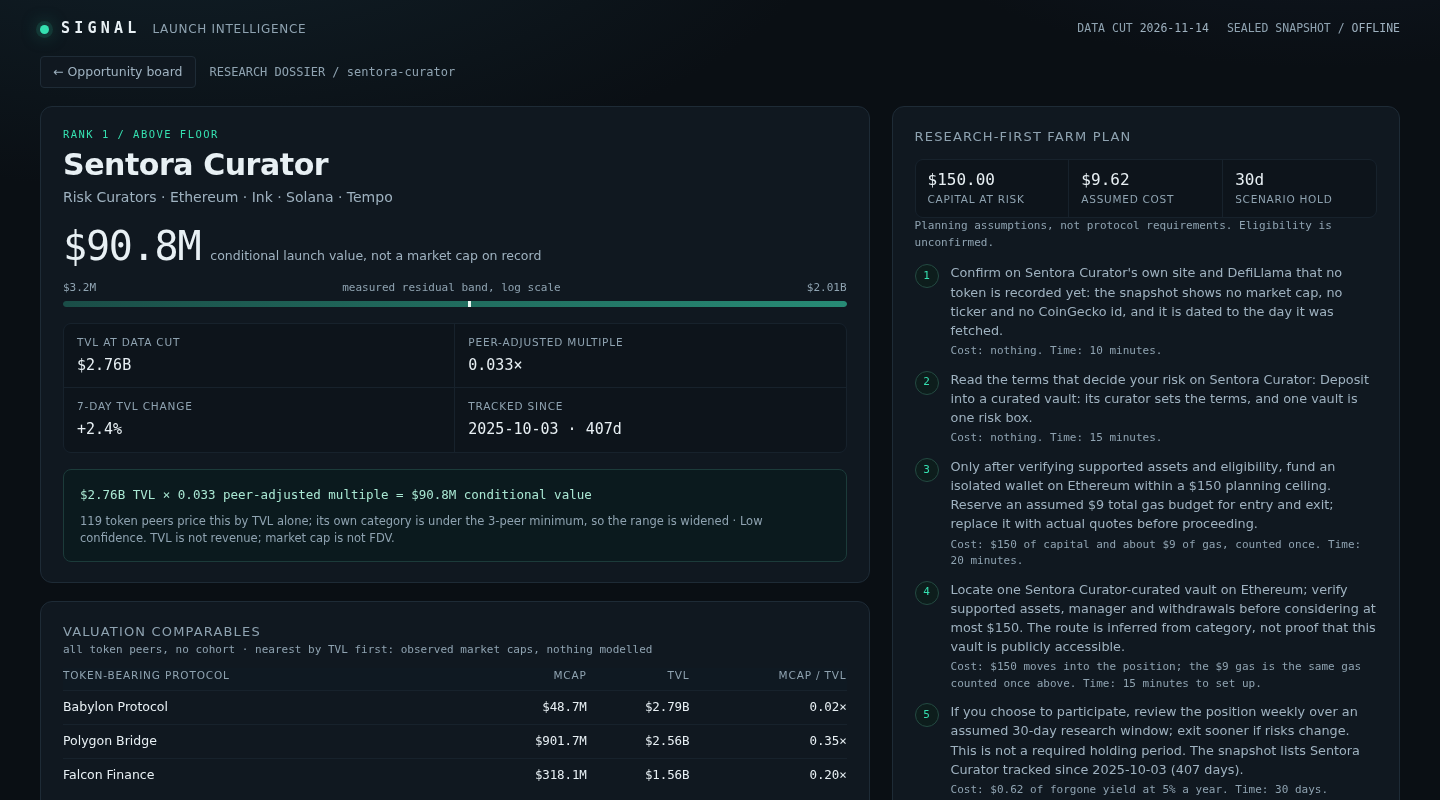 SIGNAL LAUNCH INTELLIGENCE
DATA CUT 2026-11-14 SEALED SNAPSHOT / OFFLINE
← Opportunity board RESEARCH DOSSIER / sentora-curator
RANK 1 / ABOVE FLOOR
Sentora Curator
Risk Curators · Ethereum · Ink · Solana · Tempo
$90.8M conditional launch value, not a market cap on record
$3.2M measured residual band, log scale $2.01B
TVL AT DATA CUT
$2.76B
PEER-ADJUSTED MULTIPLE
0.033×
7-DAY TVL CHANGE
+2.4%
TRACKED SINCE
2025-10-03 · 407d
$2.76B TVL × 0.033 peer-adjusted multiple = $90.8M conditional value
119 token peers price this by TVL alone; its own category is under the 3-peer minimum, so the range is widened · Low
confidence. TVL is not revenue; market cap is not FDV.
VALUATION COMPARABLES
all token peers, no cohort · nearest by TVL first: observed market caps, nothing modelled
TOKEN-BEARING PROTOCOL MCAP TVL MCAP / TVL
Babylon Protocol $48.7M $2.79B 0.02×
Polygon Bridge $901.7M $2.56B 0.35×
Falcon Finance $318.1M $1.56B 0.20×
RESEARCH-FIRST FARM PLAN
$150.00
CAPITAL AT RISK
$9.62
ASSUMED COST
30d
SCENARIO HOLD
Planning assumptions, not protocol requirements. Eligibility is
unconfirmed.
1
Confirm on Sentora Curator's own site and DefiLlama that no
token is recorded yet: the snapshot shows no market cap, no
ticker and no CoinGecko id, and it is dated to the day it was
fetched.
Cost: nothing. Time: 10 minutes.
2
Read the terms that decide your risk on Sentora Curator: Deposit
into a curated vault: its curator sets the terms, and one vault is
one risk box.
Cost: nothing. Time: 15 minutes.
3
Only after verifying supported assets and eligibility, fund an
isolated wallet on Ethereum within a $150 planning ceiling.
Reserve an assumed $9 total gas budget for entry and exit;
replace it with actual quotes before proceeding.
Cost: $150 of capital and about $9 of gas, counted once. Time:
20 minutes.
4
Locate one Sentora Curator-curated vault on Ethereum; verify
supported assets, manager and withdrawals before considering at
most $150. The route is inferred from category, not proof that this
vault is publicly accessible.
Cost: $150 moves into the position; the $9 gas is the same gas
counted once above. Time: 15 minutes to set up.
5
If you choose to participate, review the position weekly over an
assumed 30-day research window; exit sooner if risks change.
This is not a required holding period. The snapshot lists Sentora
Curator tracked since 2025-10-03 (407 days).
Cost: $0.62 of forgone yield at 5% a year. Time: 30 days.